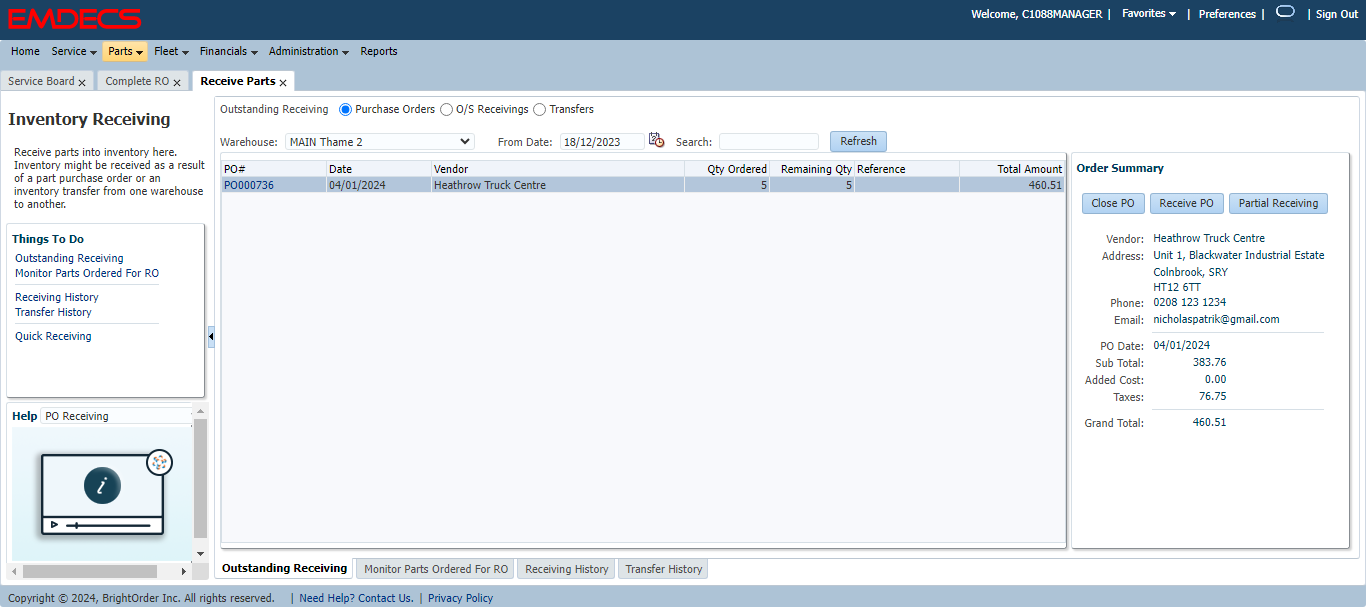 EMDECS
Welcome, C1088MANAGER | Favorites | Preferences | | Sign Out
Home Service Parts Fleet Financials Administration Reports
Service Board x Complete RO x Receive Parts x
Inventory Receiving
Receive parts into inventory here.
Inventory might be received as a result
of a part purchase order or an
inventory transfer from one warehouse
to another.
Things To Do
Outstanding Receiving
Monitor Parts Ordered For RO
Receiving History
Transfer History
Quick Receiving
Help PO Receiving
i
Outstanding Receiving Purchase Orders O/S Receivings Transfers
Warehouse: MAIN Thame 2 From Date: 18/12/2023 Search: Refresh
PO# Date Vendor Qty Ordered Remaining Qty Reference Total Amount
PO000736 04/01/2024 Heathrow Truck Centre 5 5 460.51
Order Summary
Close PO Receive PO Partial Receiving
Vendor: Heathrow Truck Centre
Address: Unit 1, Blackwater Industrial Estate
Colnbrook, SRY
HT12 6TT
Phone: 0208 123 1234
Email: nicholaspatrik@gmail.com
PO Date: 04/01/2024
Sub Total: 383.76
Added Cost: 0.00
Taxes: 76.75
Grand Total: 460.51
Outstanding Receiving Monitor Parts Ordered For RO Receiving History Transfer History
Copyright © 2024, BrightOrder Inc. All rights reserved. | Need Help? Contact Us. | Privacy Policy